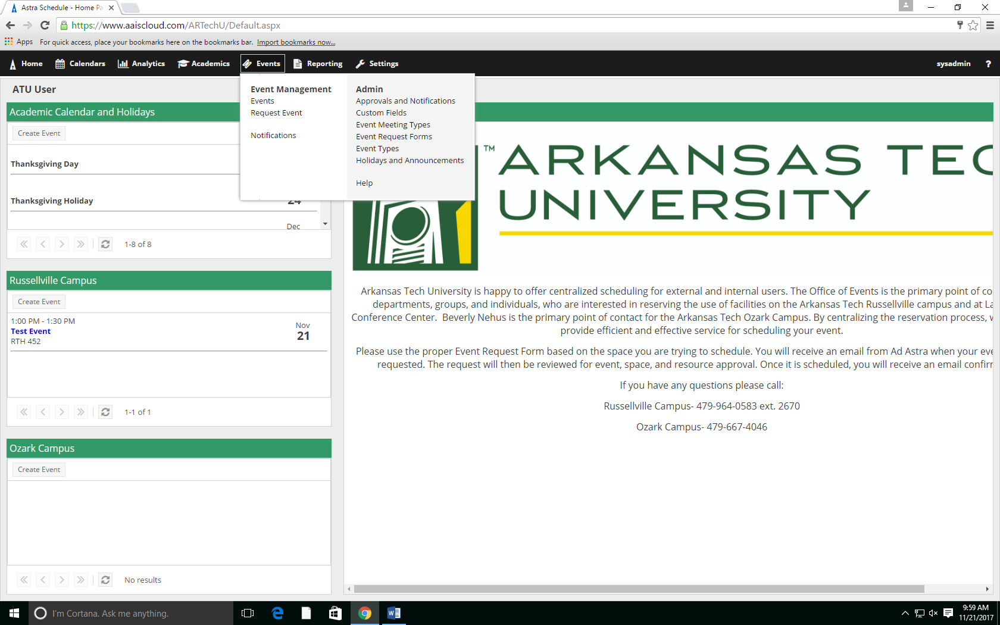 Astra Schedule - Home Pa
https://www.aaiscloud.com/ARTechU/Default.aspx
Apps For quick access, place your bookmarks here on the bookmarks bar. Import bookmarks now...
Home Calendars Analytics Academics Events Reporting Settings sysadmin ?
ATU User
Event Management
Events
Request Event
Notifications
Admin
Approvals and Notifications
Custom Fields
Event Meeting Types
Event Request Forms
Event Types
Holidays and Announcements
Help
Academic Calendar and Holidays
Create Event
Thanksgiving Day
Thanksgiving Holiday
24
Dec
1-8 of 8
Russellville Campus
Create Event
1:00 PM - 1:30 PM
Test Event
RTH 452
Nov
21
1-1 of 1
Ozark Campus
Create Event
No results
TM
ARKANSAS TEC
UNIVERSITY
Arkansas Tech University is happy to offer centralized scheduling for external and internal users. The Office of Events is the primary point of co
departments, groups, and individuals, who are interested in reserving the use of facilities on the Arkansas Tech Russellville campus and at La
Conference Center. Beverly Nehus is the primary point of contact for the Arkansas Tech Ozark Campus. By centralizing the reservation process, w
provide efficient and effective service for scheduling your event.
Please use the proper Event Request Form based on the space you are trying to schedule. You will receive an email from Ad Astra when your eve
requested. The request will then be reviewed for event, space, and resource approval. Once it is scheduled, you will receive an email confirm
If you have any questions please call:
Russellville Campus- 479-964-0583 ext. 2670
Ozark Campus- 479-667-4046
I'm Cortana. Ask me anything.
9:59 AM
11/21/2017